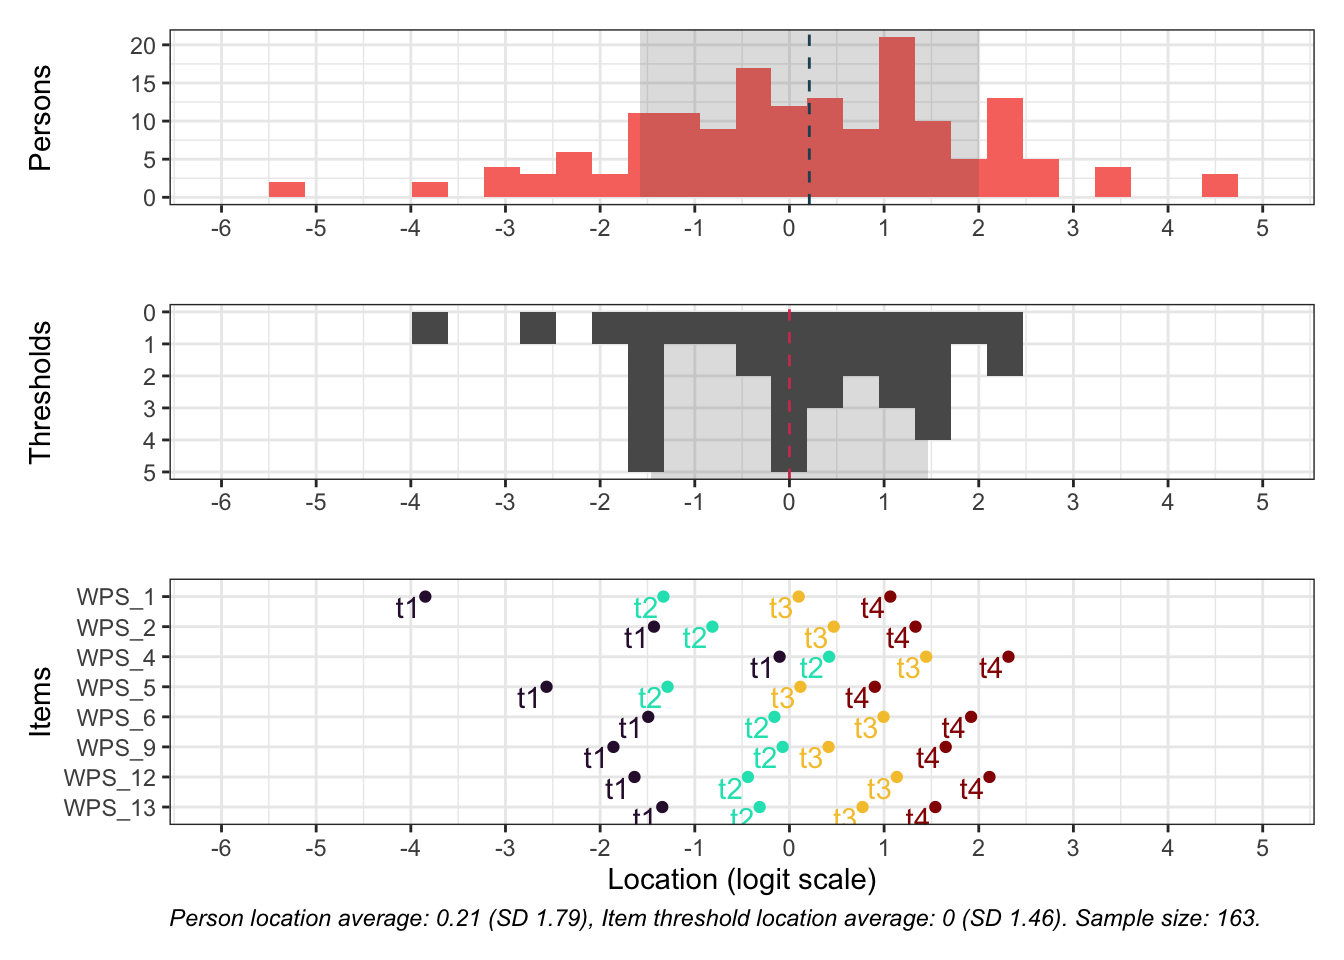 Persons
20
15
10
5
0
-6 -5 -4 -3 -2 -1 0 1 2 3 4 5
Thresholds
0
1
2
3
4
5
-6 -5 -4 -3 -2 -1 0 1 2 3 4 5
Items
WPS_1 t1 t2 t3 t4
WPS_2 t1 t2 t3 t4
WPS_4 t1 t2 t3 t4
WPS_5 t1 t2 t3 t4
WPS_6 t1 t2 t3 t4
WPS_9 t1 t2 t3 t4
WPS_12 t1 t2 t3 t4
WPS_13 t1 t2 t3 t4
-6 -5 -4 -3 -2 -1 0 1 2 3 4 5
Location (logit scale)
Person location average: 0.21 (SD 1.79), Item threshold location average: 0 (SD 1.46). Sample size: 163.